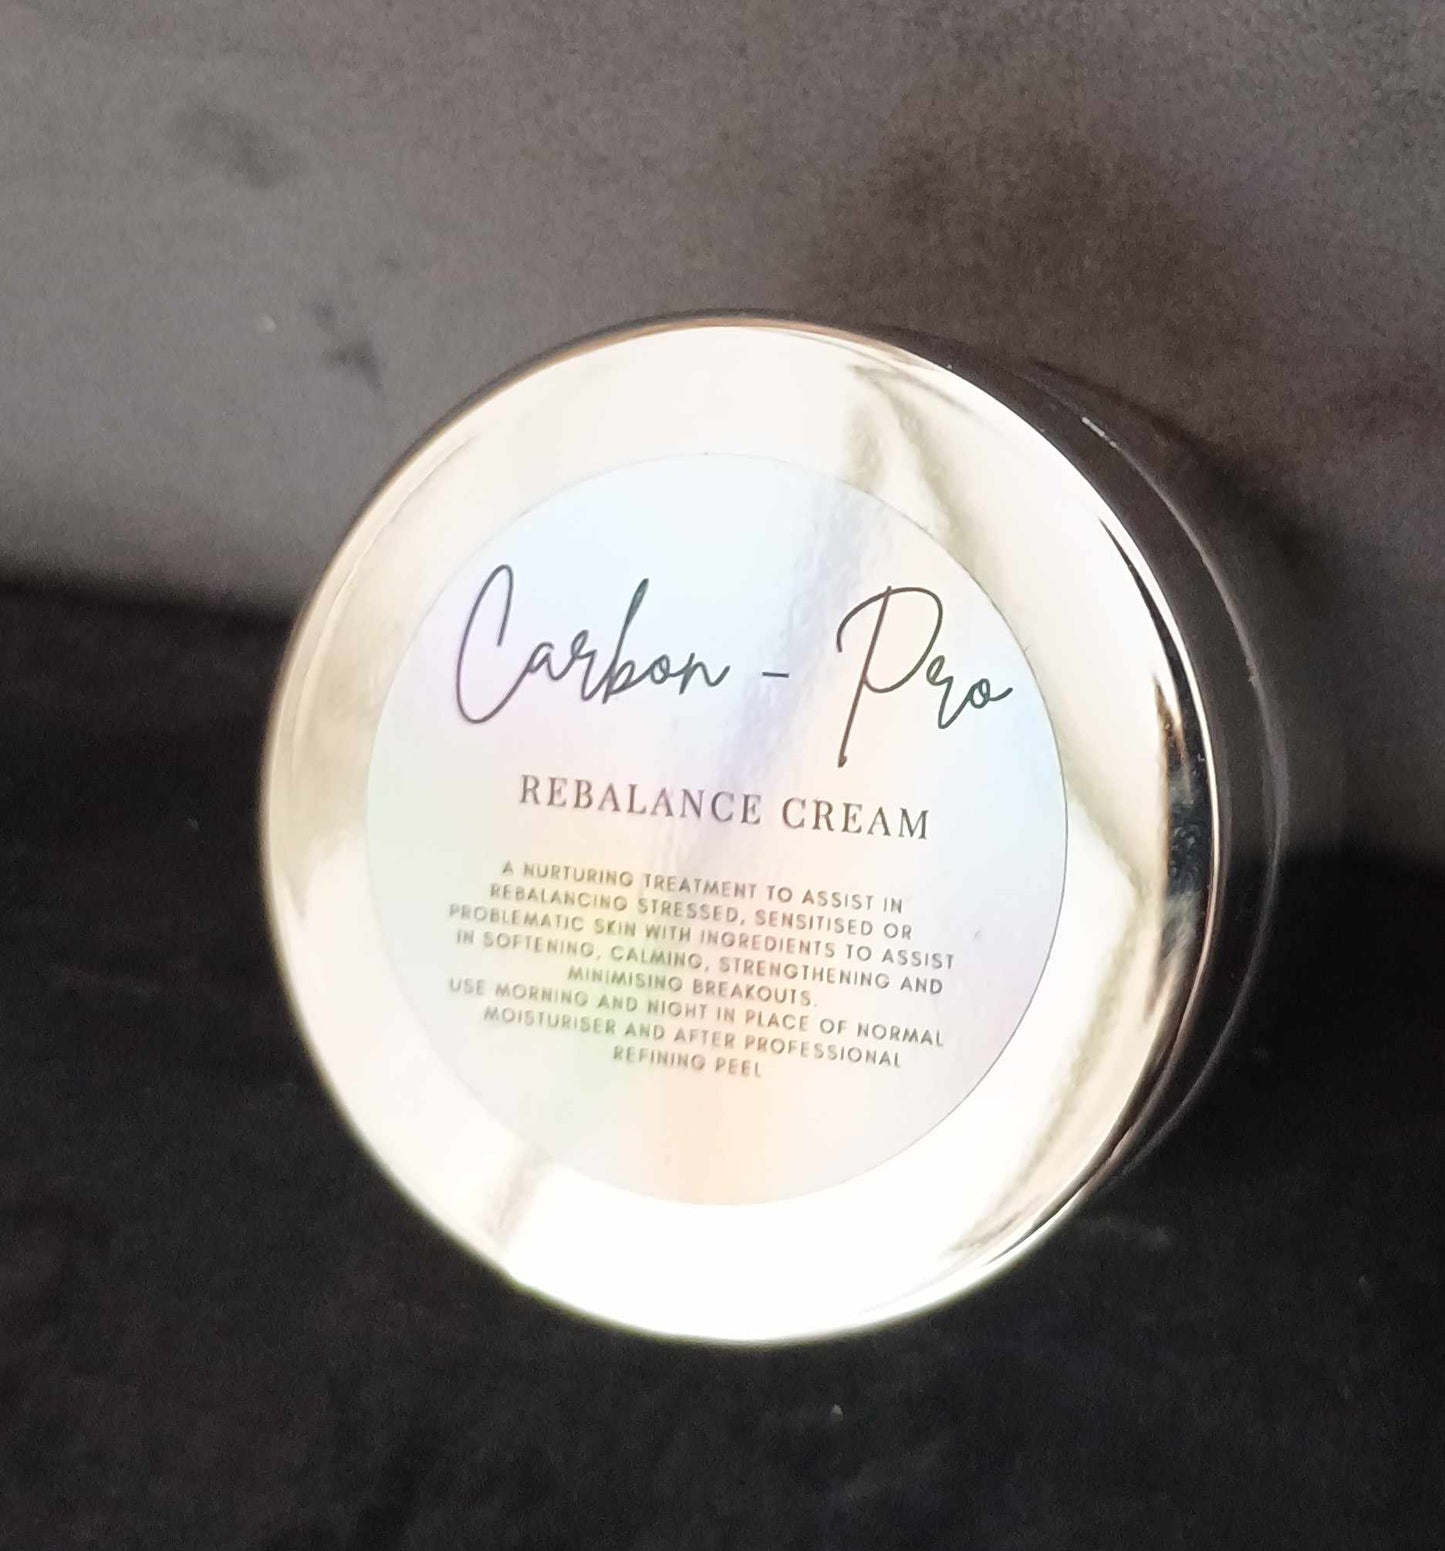 Carbon - Pro
REBALANCE CREAM
A NURTURING TREATMENT TO ASSIST IN
REBALANCING STRESSED, SENSITISED OR
PROBLEMATIC SKIN WITH INGREDIENTS TO ASSIST
IN SOFTENING, CALMING, STRENGTHENING AND
MINIMISING BREAKOUTS.
USE MORNING AND NIGHT IN PLACE OF NORMAL
MOISTURISER AND AFTER PROFESSIONAL
REFINING PEEL